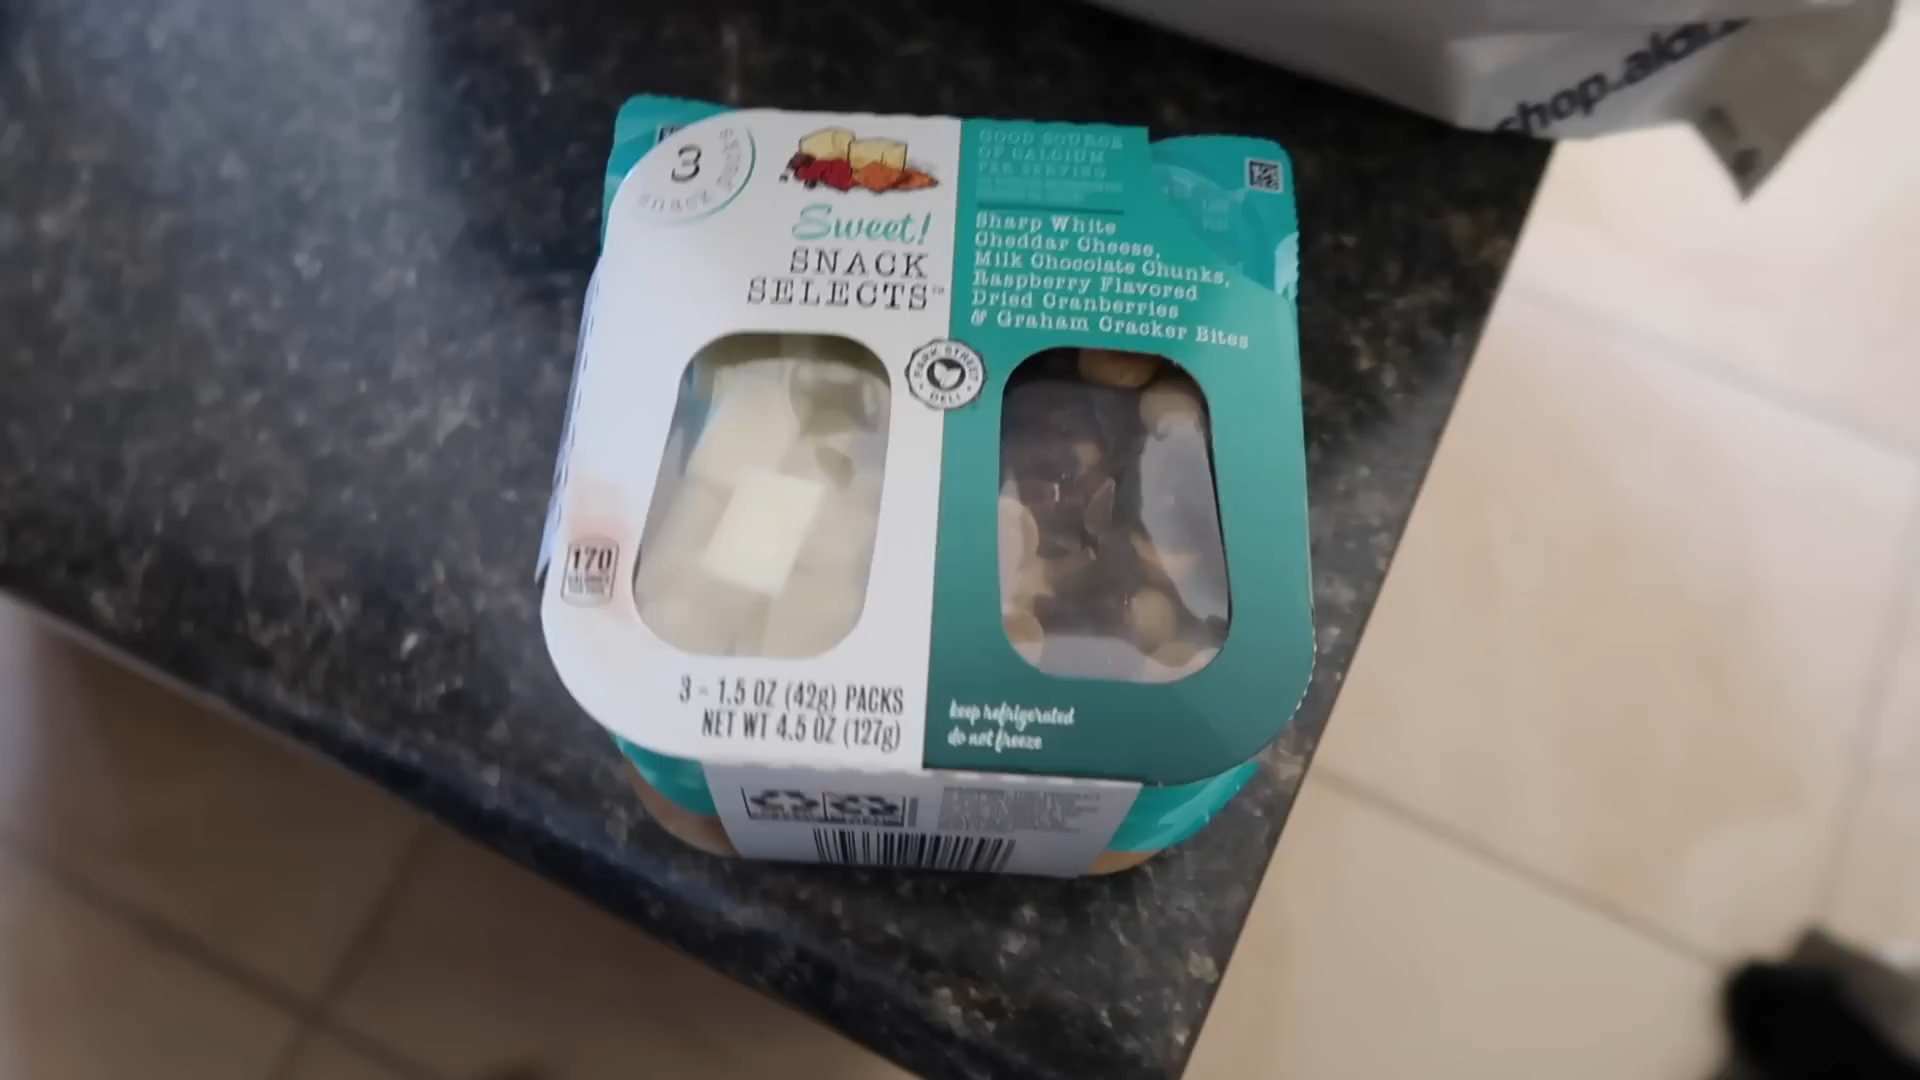 3
snack packs
Sweet!
SNACK
SELECTS™
GOOD SOURCE
OF CALCIUM
PER SERVING
Sharp White
Cheddar Cheese,
Milk Chocolate Chunks,
Raspberry Flavored
Dried Cranberries
& Graham Cracker Bites
PARK STREET
DELI
170
CALORIES
3 - 1.5 OZ (42g) PACKS
NET WT 4.5 OZ (127g)
keep refrigerated
do not freeze